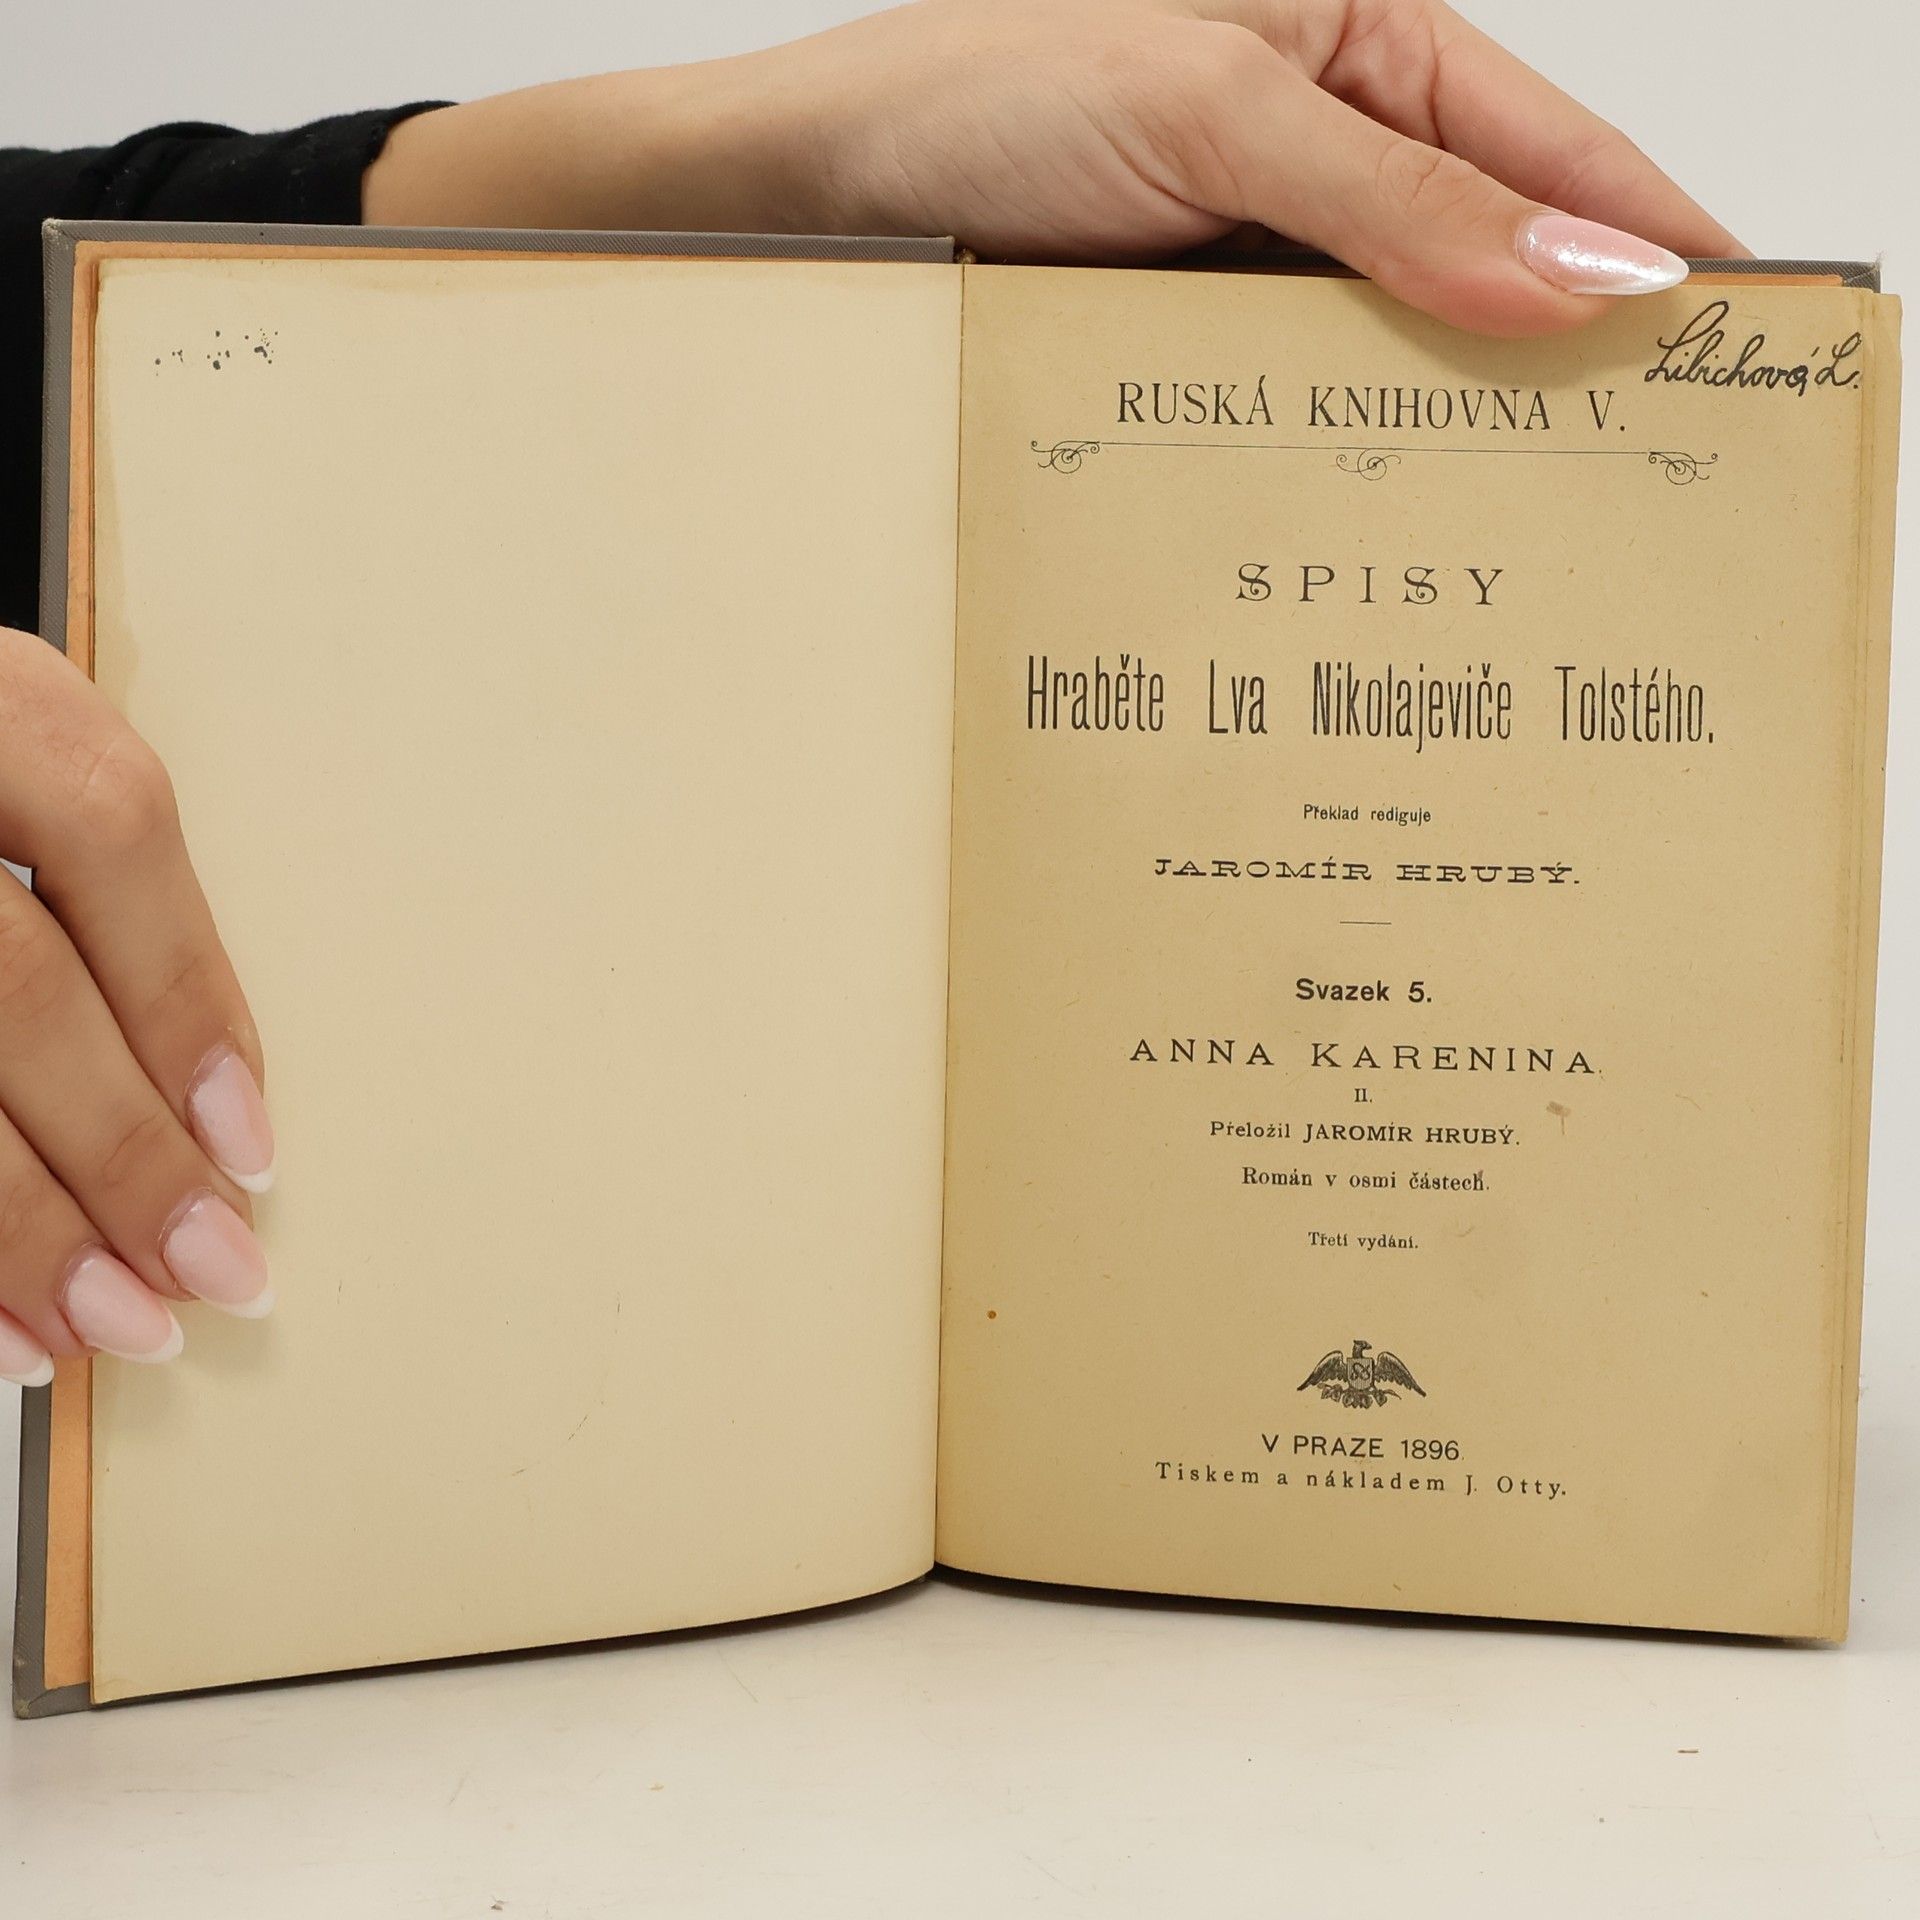 Libichová L.
RUSKÁ KNIHOVNA V.
SPISY
Hraběte Lva Nikolajeviče Tolstého.
Překlad rediguje
JAROMÍR HRUBÝ.
Svazek 5.
ANNA KARENINA.
II.
Přeložil JAROMÍR HRUBÝ.
Román v osmi částech.
Třetí vydání.
V PRAZE 1896.
Tiskem a nákladem J. Otty.